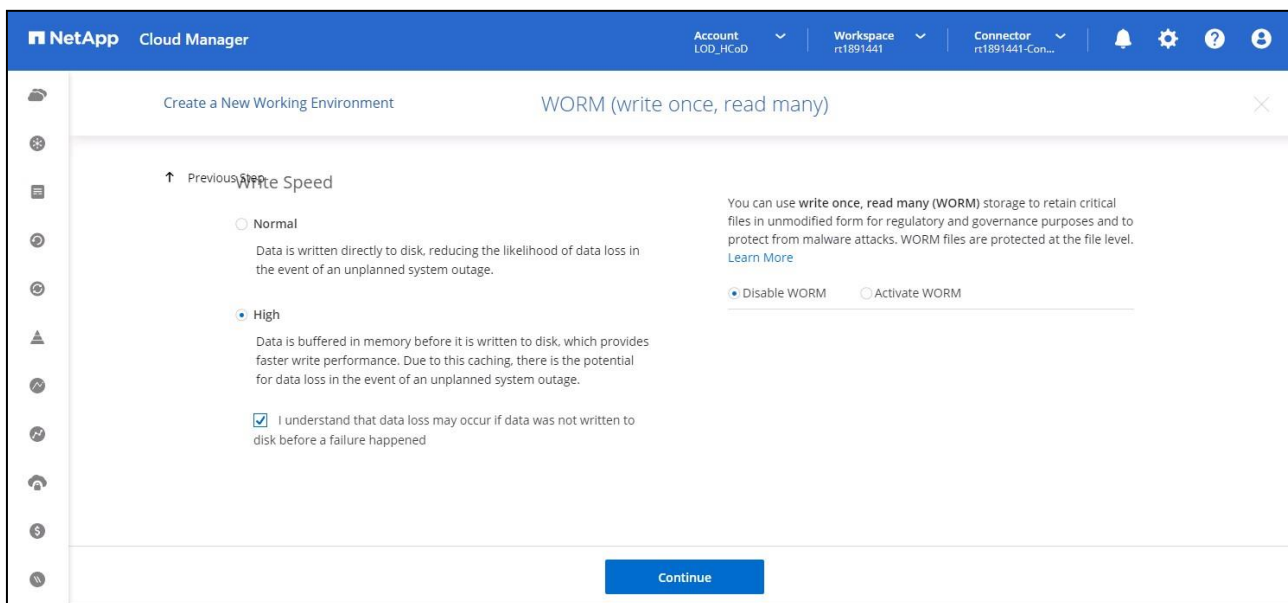 NetApp Cloud Manager
Account
LOD_HCoD
Workspace
rt1891441
Connector
rt1891441-Con...
Create a New Working Environment
WORM (write once, read many)
Previous Step
Write Speed
Normal
Data is written directly to disk, reducing the likelihood of data loss in
the event of an unplanned system outage.
High
Data is buffered in memory before it is written to disk, which provides
faster write performance. Due to this caching, there is the potential
for data loss in the event of an unplanned system outage.
I understand that data loss may occur if data was not written to
disk before a failure happened
You can use write once, read many (WORM) storage to retain critical
files in unmodified form for regulatory and governance purposes and to
protect from malware attacks. WORM files are protected at the file level.
Learn More
Disable WORM Activate WORM
Continue